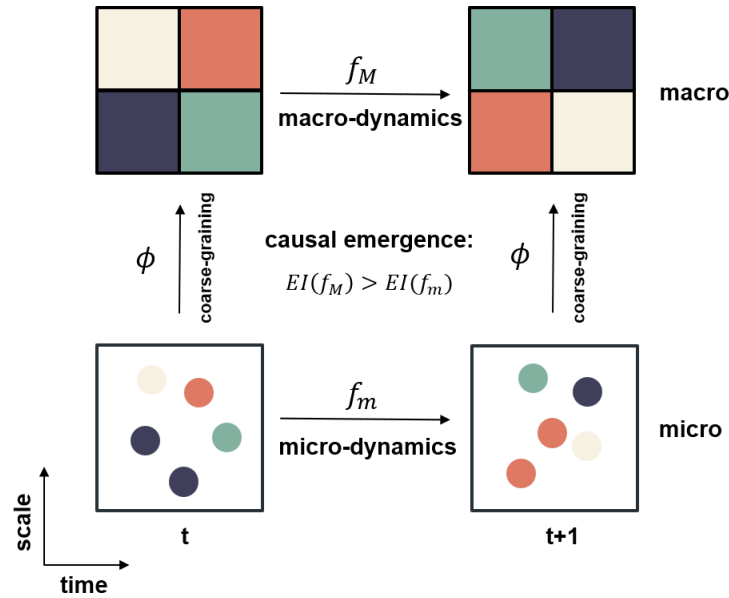 f_M
macro-dynamics
macro
ϕ
coarse-graining
causal emergence:
EI(f_M) > EI(f_m)
ϕ
coarse-graining
f_m
micro-dynamics
micro
scale
time
t
t+1